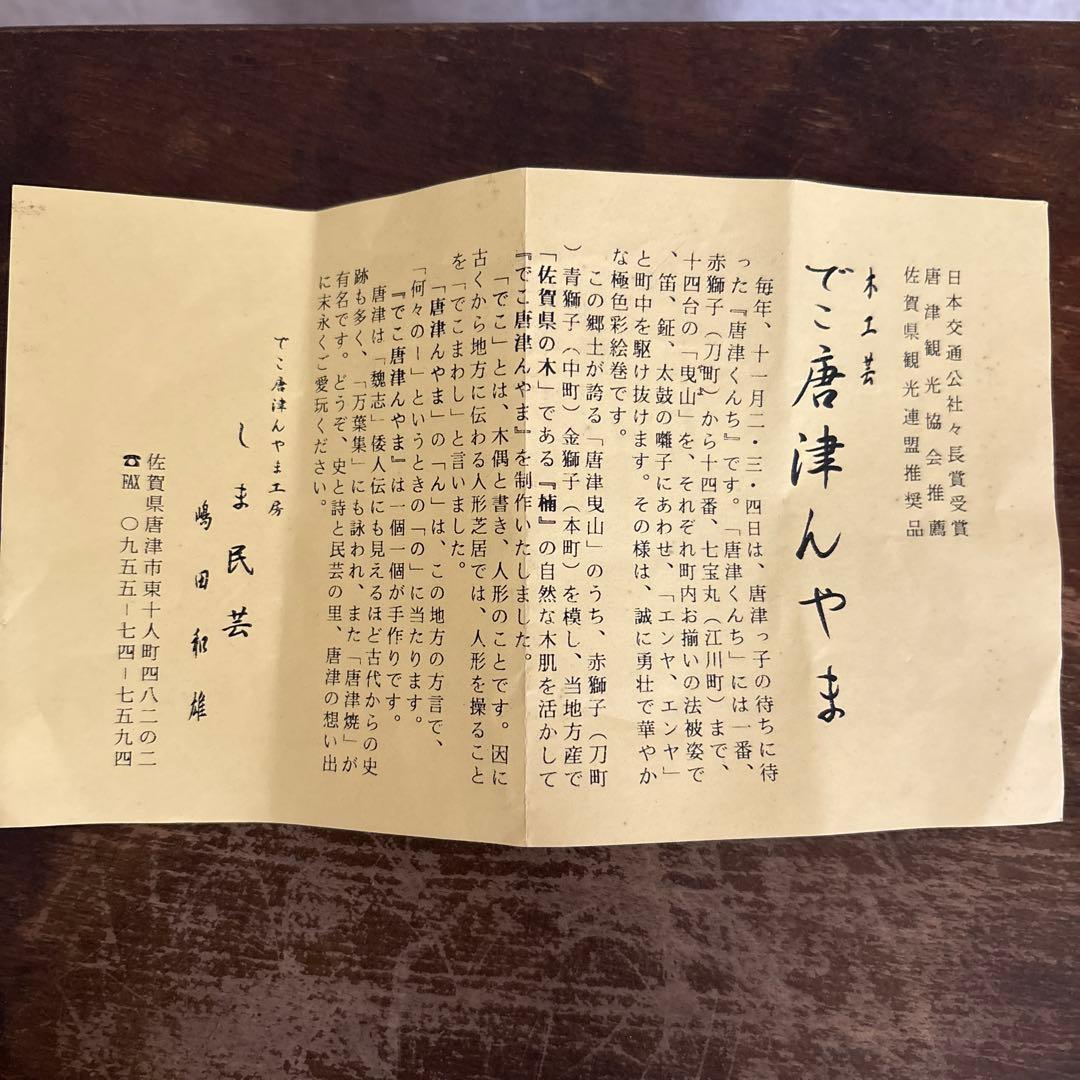 日本交通公社々長賞受賞
唐津観光協会推薦
佐賀県観光連盟推奨品
木工芸
でこ唐津んやま
毎年、十一月二・三・四日は、唐津っ子の待ちに待
った『唐津くんち』です。「唐津くんち」には一番、
赤獅子（刀町）から十四番、七宝丸（江川町）まで、
十四台の「曳山」を、それぞれ町内お揃いの法被姿で
、笛、鉦、太鼓の囃子にあわせ、「エンヤ、エンヤ」
と町中を駆け抜けます。その様は、誠に勇壮で華やか
な極色彩絵巻です。
この郷土が誇る「唐津曳山」のうち、赤獅子（刀町
）青獅子（中町）金獅子（本町）を模し、当地方産で
「佐賀県の木」である『楠』の自然な木肌を活かして
『でこ唐津んやま』を制作いたしました。
「でこ」とは、木偶と書き、人形のことです。因に
古くから地方に伝わる人形芝居では、人形を操ること
を「でこまわし」と言いました。
「唐津んやま」の「ん」は、この地方の方言で、
「何々のー」というときの「の」に当たります。
『でこ唐津んやま』は一個一個が手作りです。
唐津は「魏志」倭人伝にも見えるほど古代からの史
跡も多く、「万葉集」にも詠われ、また「唐津焼」が
有名です。どうぞ、史と詩と民芸の里、唐津の想い出
に末永くご愛玩ください。
でこ唐津んやま工房
しま民芸
嶋田和雄
佐賀県唐津市東十人町四八二の二
☎FAX 〇九五五－七四－七五九四